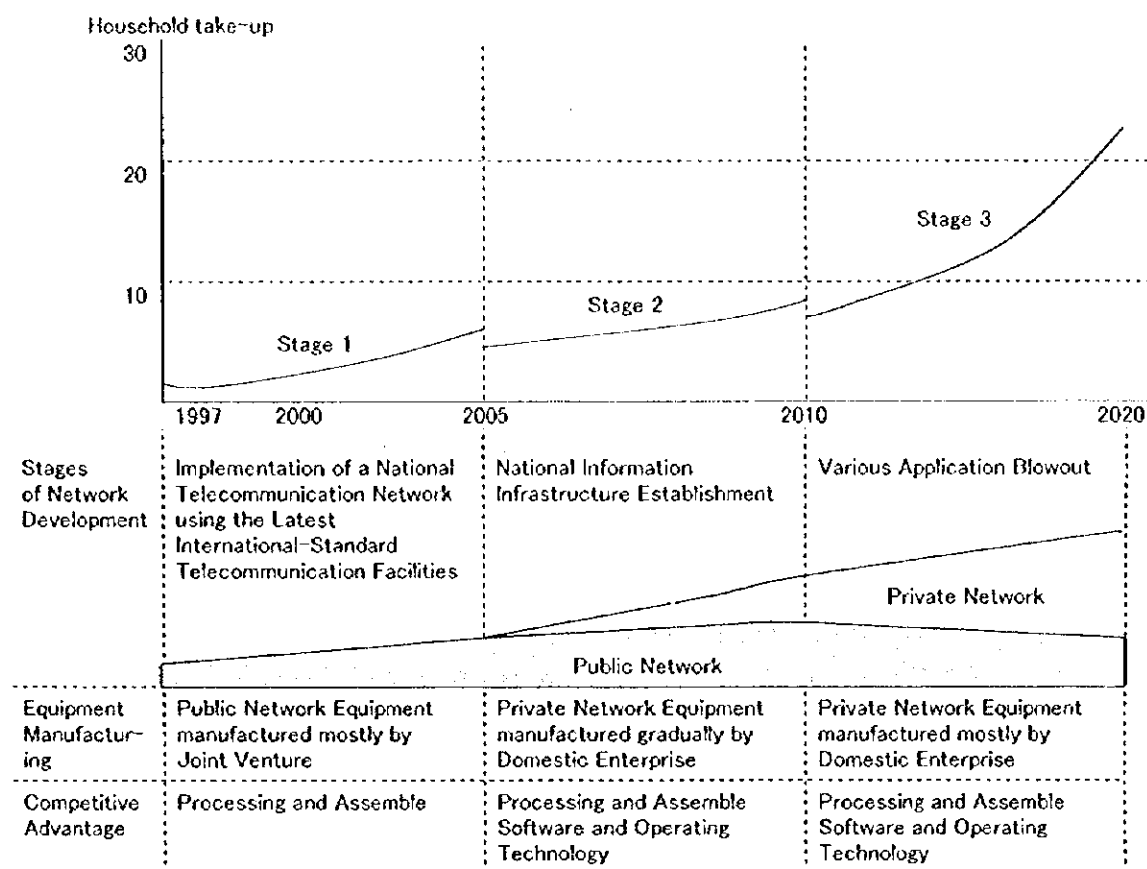 Household take-up
30
20
10
Stage 1
Stage 2
Stage 3
1997
2000
2005
2010
2020
Stages
of Network
Development
Implementation of a National
Telecommunication Network
using the Latest
International-Standard
Telecommunication Facilities
National Information
Infrastructure Establishment
Various Application Blowout
Private Network
Public Network
Equipment
Manufactur-
ing
Public Network Equipment
manufactured mostly by
Joint Venture
Private Network Equipment
manufactured gradually by
Domestic Enterprise
Private Network Equipment
manufactured mostly by
Domestic Enterprise
Competitive
Advantage
Processing and Assemble
Processing and Assemble
Software and Operating
Technology
Processing and Assemble
Software and Operating
Technology